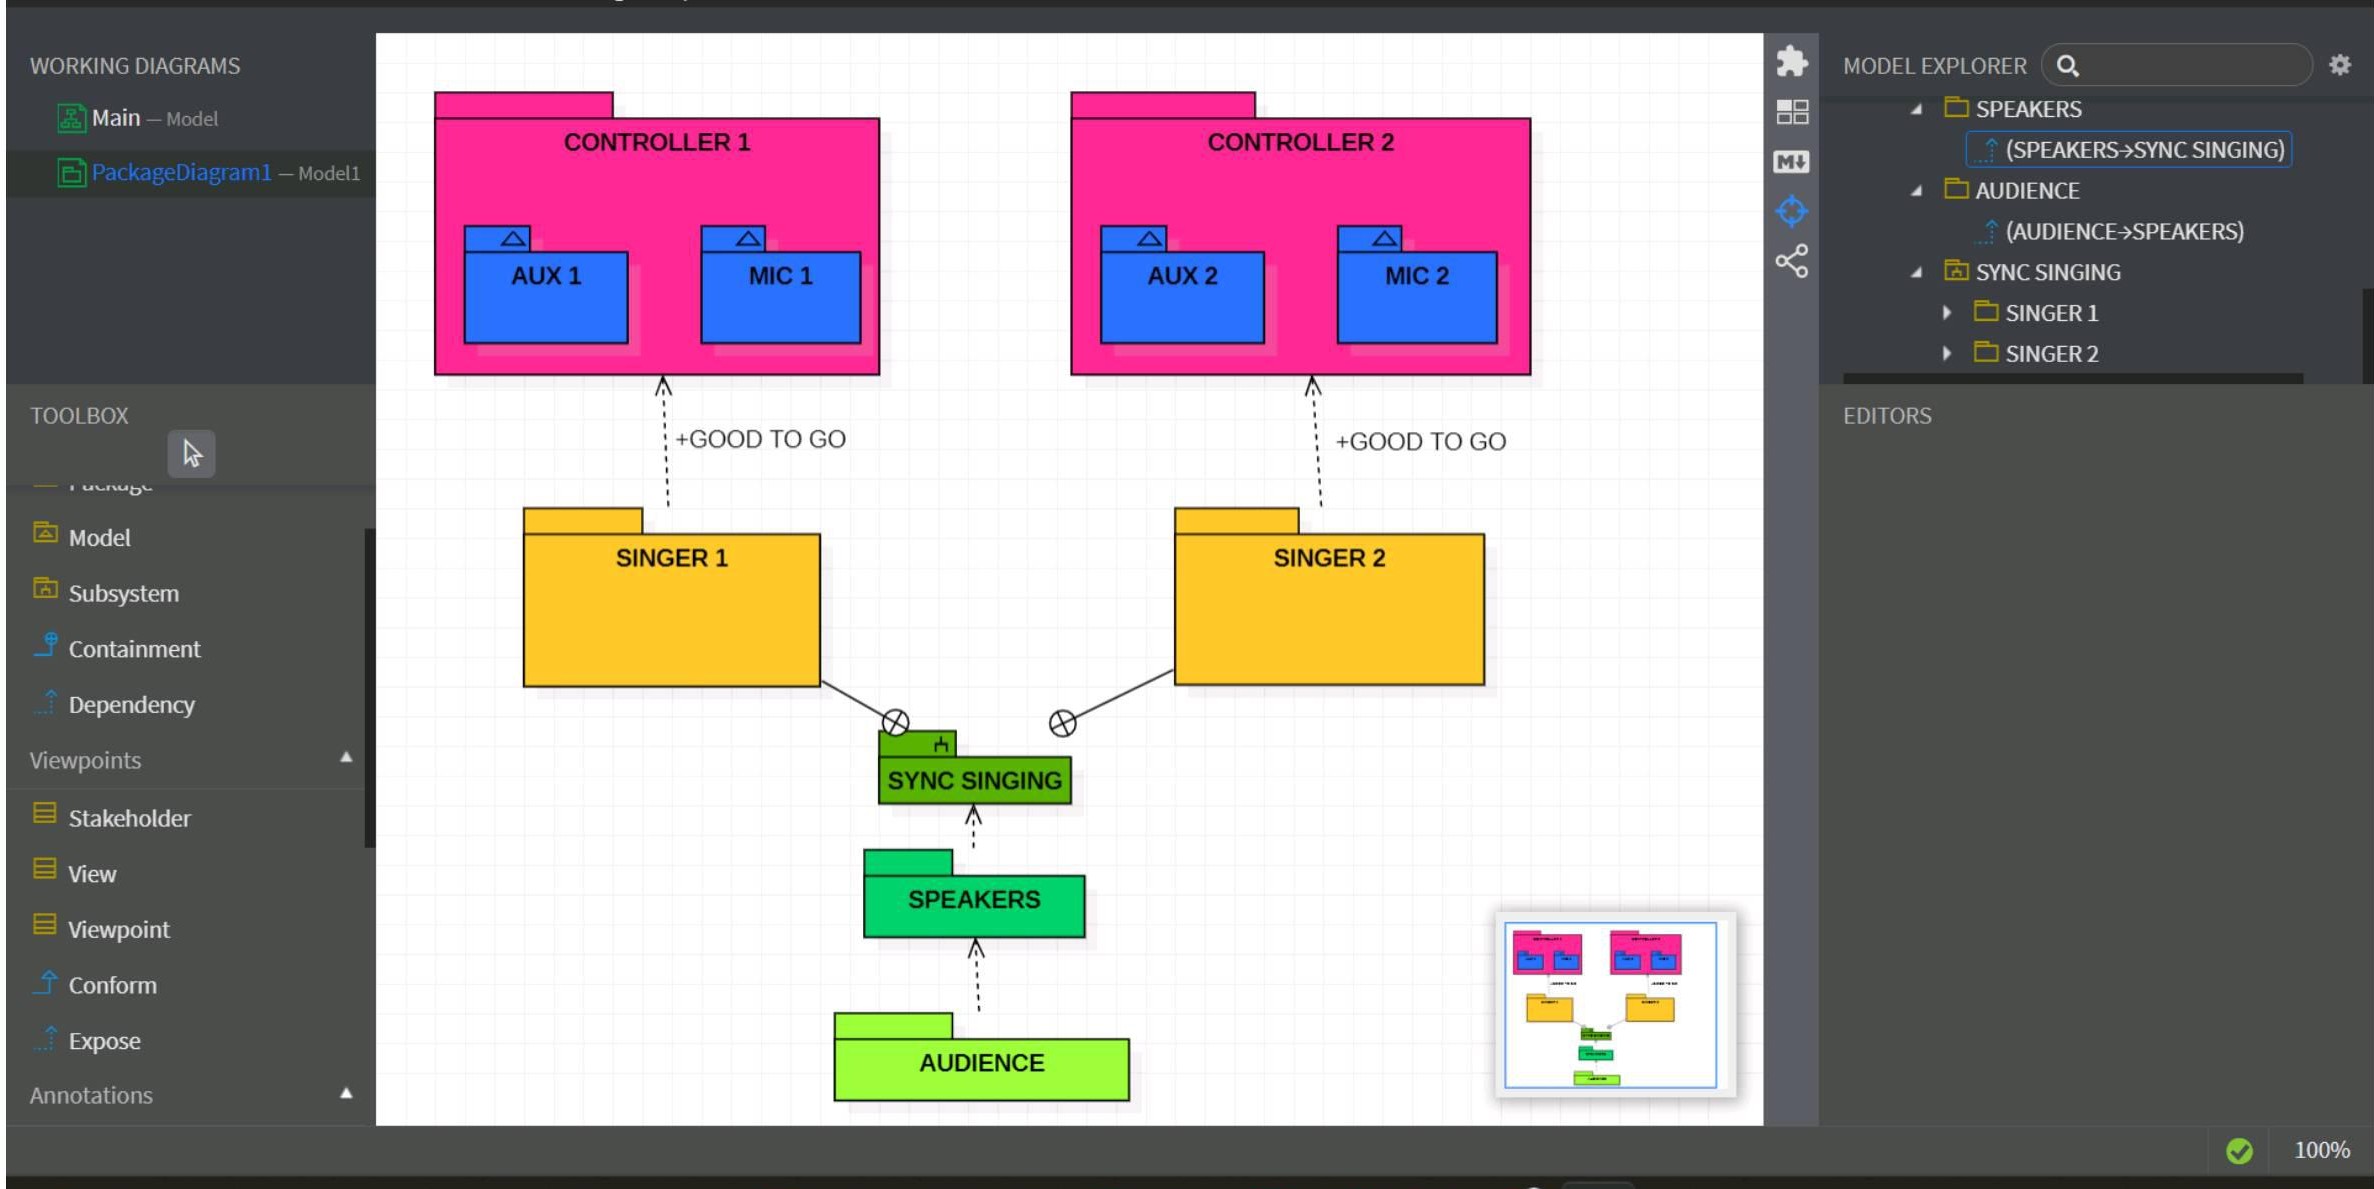 WORKING DIAGRAMS
Main — Model
PackageDiagram1 — Model1
TOOLBOX
Package
Model
Subsystem
Containment
Dependency
Viewpoints
Stakeholder
View
Viewpoint
Conform
Expose
Annotations
CONTROLLER 1
AUX 1
MIC 1
CONTROLLER 2
AUX 2
MIC 2
+GOOD TO GO
+GOOD TO GO
SINGER 1
SINGER 2
SYNC SINGING
SPEAKERS
AUDIENCE
M
MODEL EXPLORER
SPEAKERS
(SPEAKERS→SYNC SINGING)
AUDIENCE
(AUDIENCE→SPEAKERS)
SYNC SINGING
SINGER 1
SINGER 2
EDITORS
100%